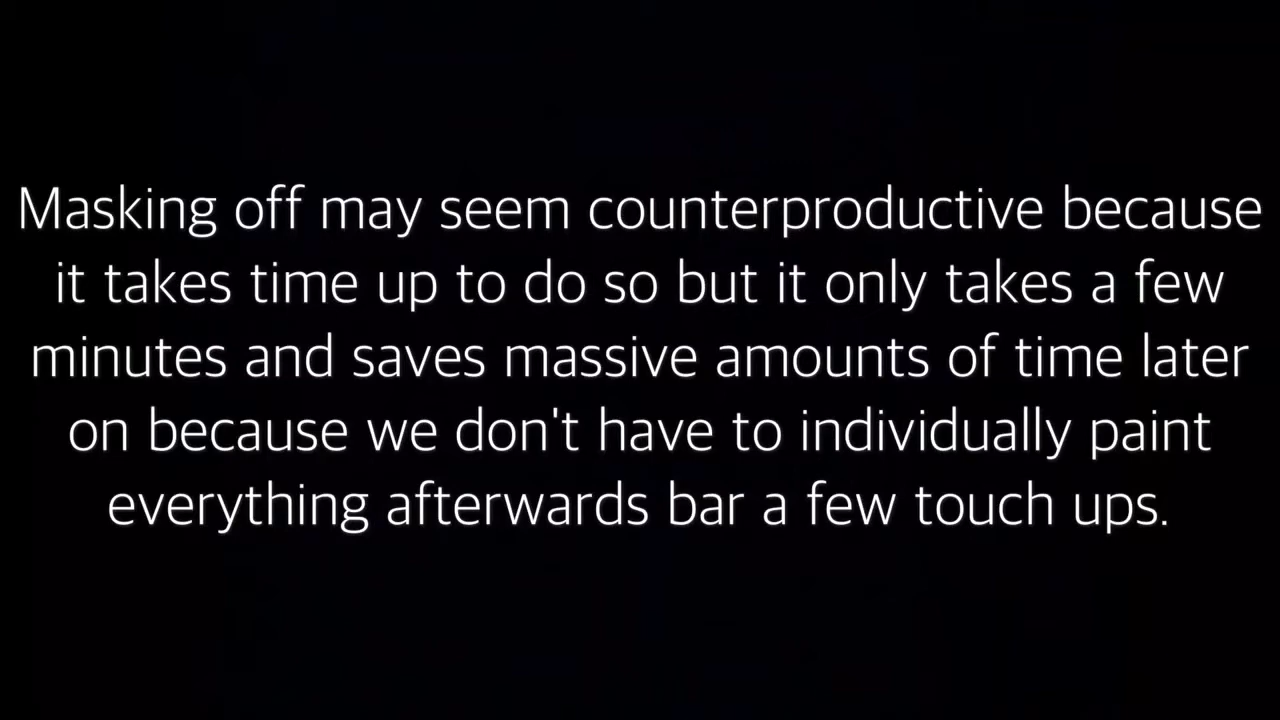 Masking off may seem counterproductive because
it takes time up to do so but it only takes a few
minutes and saves massive amounts of time later
on because we don't have to individually paint
everything afterwards bar a few touch ups.